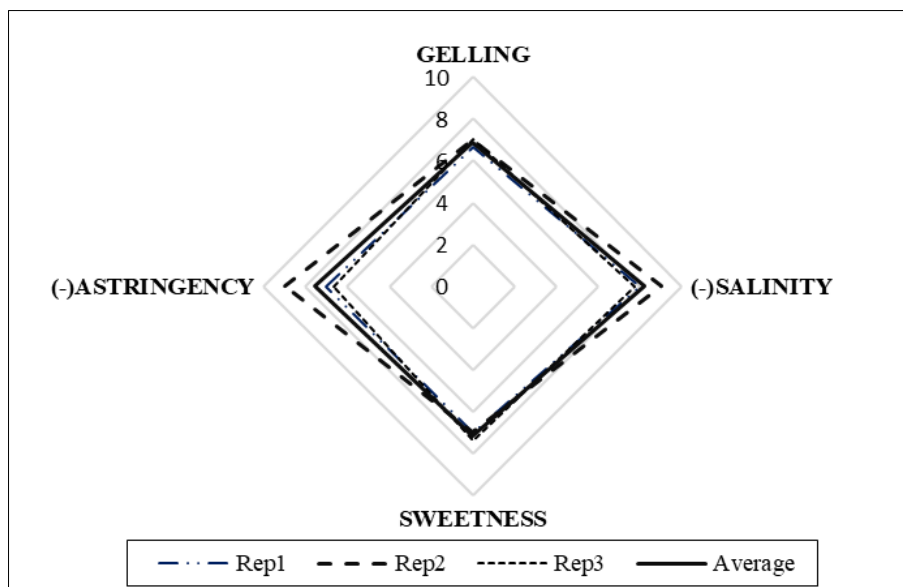 GELLING
10
8
6
4
2
0
(-)ASTRINGENCY
(-)SALINITY
SWEETNESS
Rep1 Rep2 Rep3 Average